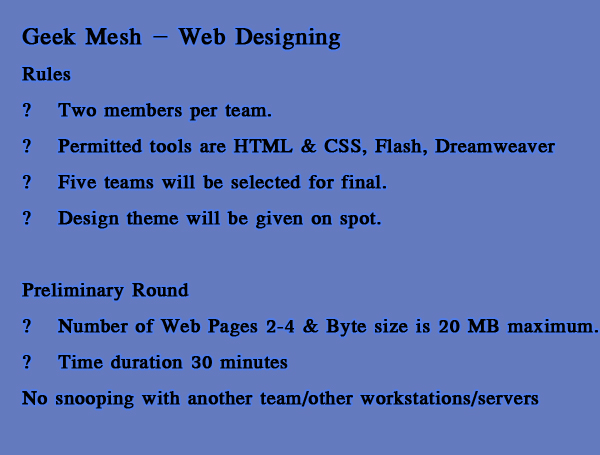 Geek Mesh – Web Designing
Rules
? Two members per team.
? Permitted tools are HTML & CSS, Flash, Dreamweaver
? Five teams will be selected for final.
? Design theme will be given on spot.
Preliminary Round
? Number of Web Pages 2-4 & Byte size is 20 MB maximum.
? Time duration 30 minutes
No snooping with another team/other workstations/servers